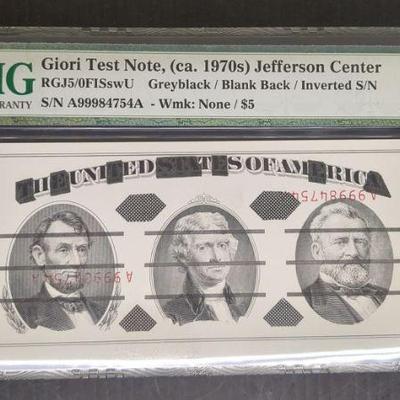 MG Giori Test Note, (ca. 1970s) Jefferson Center
RGJ5/0FISswU Greyblack / Blank Back / Inverted S/N
WARRANTY S/N A99984754A - Wmk: None / $5
THE UNITED STATES OF AMERICA
A99984754A
A99984754A